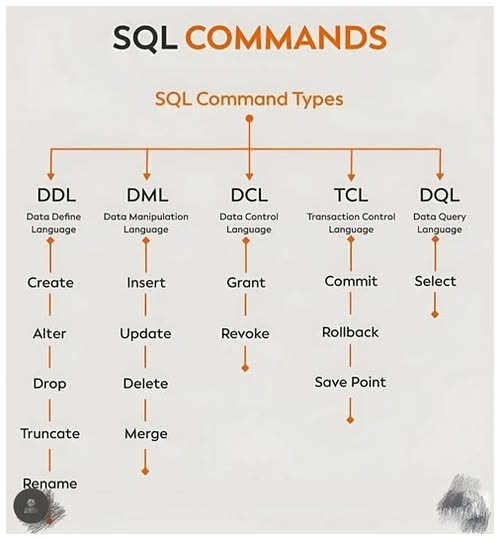 SQL COMMANDS
SQL Command Types
DDL
Data Define
Language
Create
Alter
Drop
Truncate
Rename
DML
Data Manipulation
Language
Insert
Update
Delete
Merge
DCL
Data Control
Language
Grant
Revoke
TCL
Transaction Control
Language
Commit
Rollback
Save Point
DQL
Data Query
Language
Select